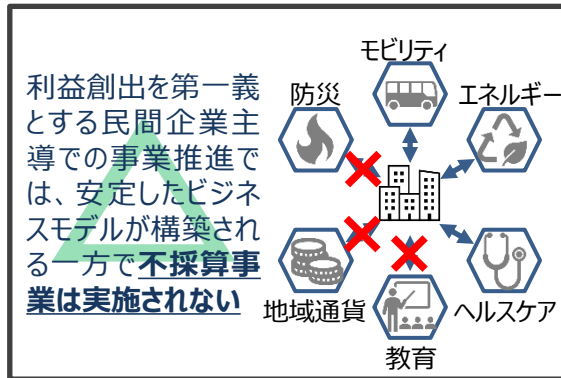 利益創出を第一義
とする民間企業主
導での事業推進で
は、安定したビジネ
スモデルが構築され
る一方で不採算事
業は実施されない
モビリティ
防災
エネルギー
地域通貨
ヘルスケア
教育